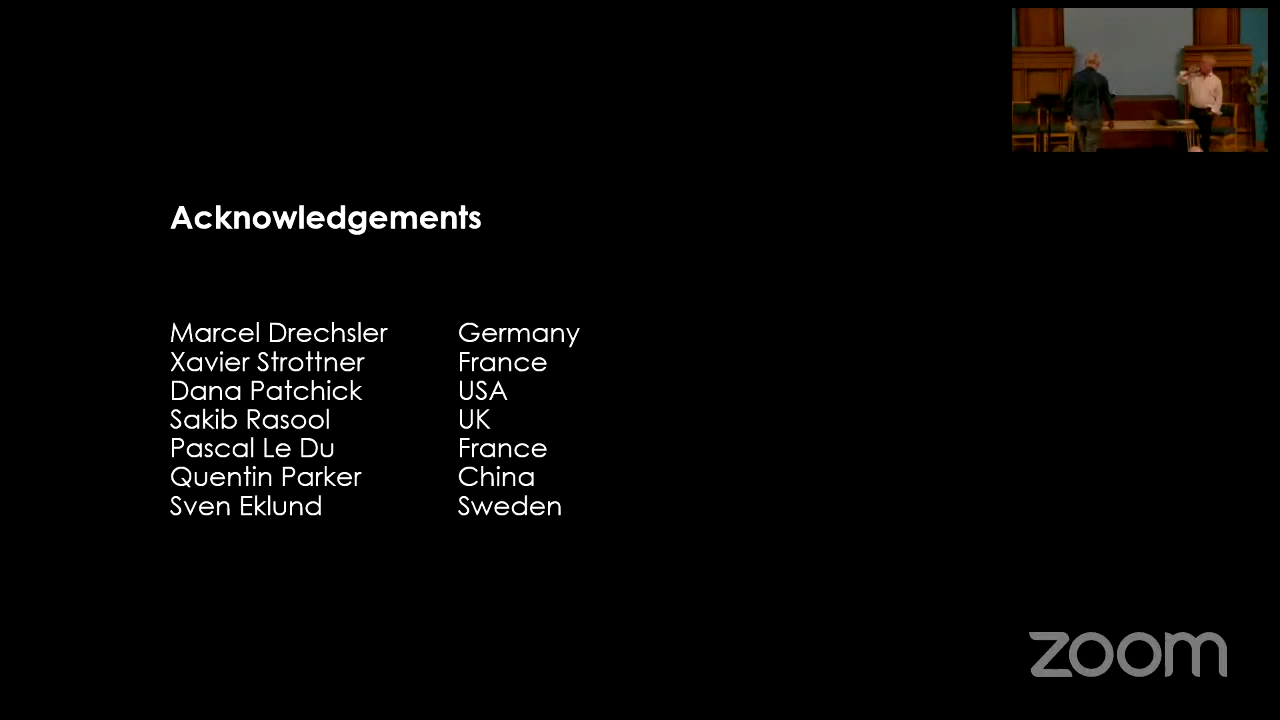 Acknowledgements
Marcel Drechsler Germany
Xavier Strottner France
Dana Patchick USA
Sakib Rasool UK
Pascal Le Du France
Quentin Parker China
Sven Eklund Sweden
zoom